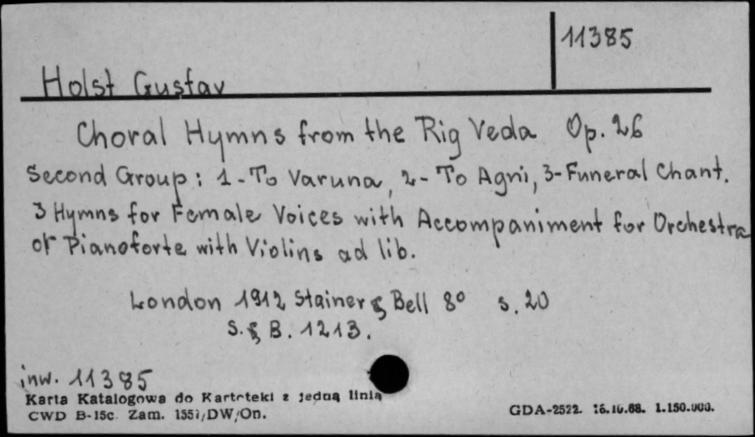 11385
Holst Gustav
Choral Hymns from the Rig Veda Op. 26
Second Group: 1-To Varuna, 2-To Agni, 3-Funeral Chant.
3 Hymns for Female Voices with Accompaniment for Orchestra
or Pianoforte with Violins ad lib.
London 1912 Stainer & Bell 8° s. 20
S. & B. 1213.
inw. 11385
Karta Katalogowa do Kartoteki z jedną linią
CWD B-15c Zam. 1551/DW/On.
GDA-2522. 1.150.000.